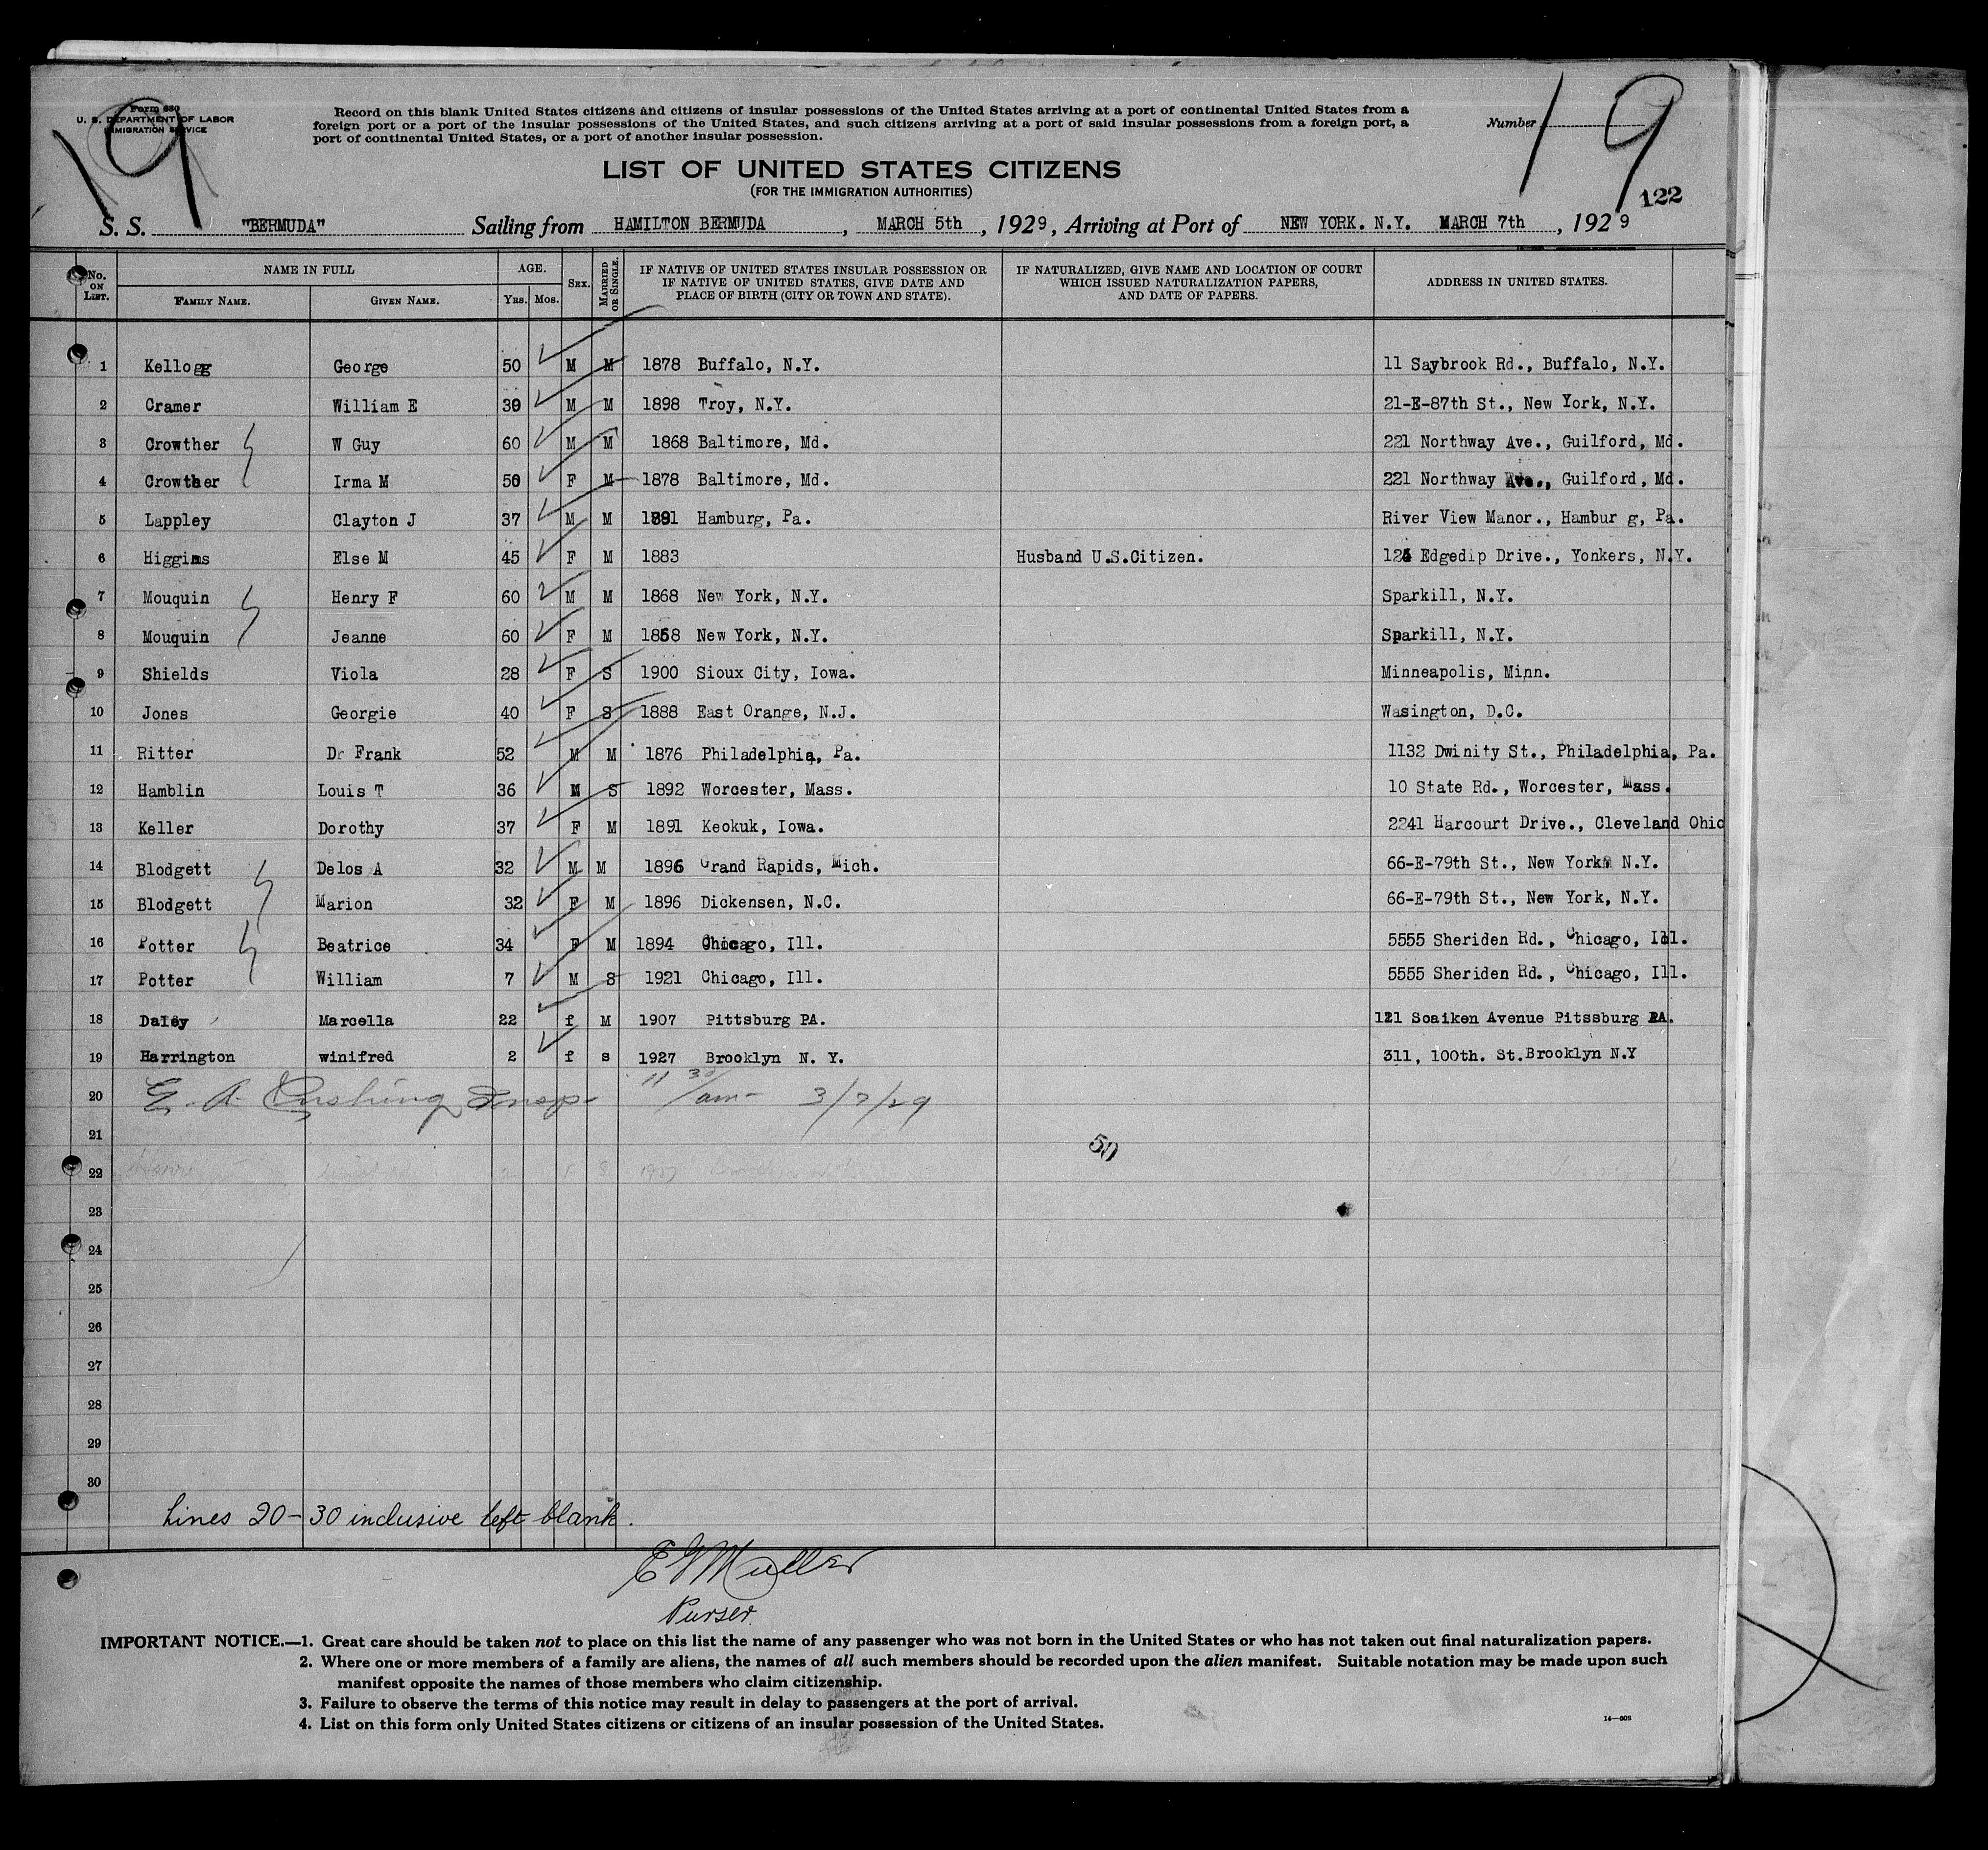 Form 630
U. S. DEPARTMENT OF LABOR
IMMIGRATION SERVICE
19
Record on this blank United States citizens and citizens of insular possessions of the United States arriving at a port of continental United States from a
foreign port or a port of the insular possessions of the United States, and such citizens arriving at a port of said insular possessions from a foreign port, a
port of continental United States, or a port of another insular possession.
Number 19
LIST OF UNITED STATES CITIZENS
(FOR THE IMMIGRATION AUTHORITIES)
122
S. S. "BERMUDA" Sailing from HAMILTON BERMUDA, MARCH 5th, 1929, Arriving at Port of NEW YORK. N.Y. MARCH 7th, 1929
No. ON LIST.
NAME IN FULL
FAMILY NAME.
GIVEN NAME.
AGE.
YRS. MOS.
SEX.
MARRIED OR SINGLE.
IF NATIVE OF UNITED STATES INSULAR POSSESSION OR
IF NATIVE OF UNITED STATES, GIVE DATE AND
PLACE OF BIRTH (CITY OR TOWN AND STATE).
IF NATURALIZED, GIVE NAME AND LOCATION OF COURT
WHICH ISSUED NATURALIZATION PAPERS,
AND DATE OF PAPERS.
ADDRESS IN UNITED STATES.
1 Kellogg George 50 M M 1878 Buffalo, N.Y. 11 Saybrook Rd., Buffalo, N.Y.
2 Cramer William E 30 M M 1898 Troy, N.Y. 21-E-87th St., New York, N.Y.
3 Crowther W Guy 60 M M 1868 Baltimore, Md. 221 Northway Ave., Guilford, Md.
4 Crowther Irma M 50 F M 1878 Baltimore, Md. 221 Northway Ave., Guilford, Md.
5 Lappley Clayton J 37 M M 1891 Hamburg, Pa. River View Manor., Hambur g, Pa.
6 Higgins Else M 45 F M 1883 Husband U.S.Citizen. Edgedip Drive., Yonkers, N.Y.
7 Mouquin Henry F 60 M M 1868 New York, N.Y. Sparkill, N.Y.
8 Mouquin Jeanne 60 F M 1868 New York, N.Y. Sparkill, N.Y.
9 Shields Viola 28 F S 1900 Sioux City, Iowa. Minneapolis, Minn.
10 Jones Georgie 40 F S 1888 East Orange, N.J. Wasington, D.C.
11 Ritter Dr Frank 52 M M 1876 Philadelphia, Pa. 1132 Dwinity St., Philadelphia, Pa.
12 Hamblin Louis T 36 M S 1892 Worcester, Mass. 10 State Rd., Worcester, Mass.
13 Keller Dorothy 37 F M 1891 Keokuk, Iowa. 2241 Harcourt Drive., Cleveland Ohio
14 Blodgett Delos A 32 M M 1896 Grand Rapids, Mich. 66-E-79th St., New York, N.Y.
15 Blodgett Marion 32 F M 1896 Dickensen, N.C. 66-E-79th St., New York, N.Y.
16 Potter Beatrice 34 F M 1894 Chicago, Ill. 5555 Sheriden Rd., Chicago, Ill.
17 Potter William 7 M S 1921 Chicago, Ill. 5555 Sheriden Rd., Chicago, Ill.
18 Daley Marcella 22 f M 1907 Pittsburg PA. 121 Soaiken Avenue Pitssburg PA.
19 Harrington winifred 2 f s 1927 Brooklyn N. Y. 311, 100th. St.Brooklyn N.Y
20 E. A. Cushing Insp- 11 30/am- 3/7/29
21
50
22
23
24
25
26
27
28
29
30
Lines 20-30 inclusive left blank.
E G Muller
Purser
IMPORTANT NOTICE.—1. Great care should be taken not to place on this list the name of any passenger who was not born in the United States or who has not taken out final naturalization papers.
2. Where one or more members of a family are aliens, the names of all such members should be recorded upon the alien manifest. Suitable notation may be made upon such
manifest opposite the names of those members who claim citizenship.
3. Failure to observe the terms of this notice may result in delay to passengers at the port of arrival.
4. List on this form only United States citizens or citizens of an insular possession of the United States.
14—608